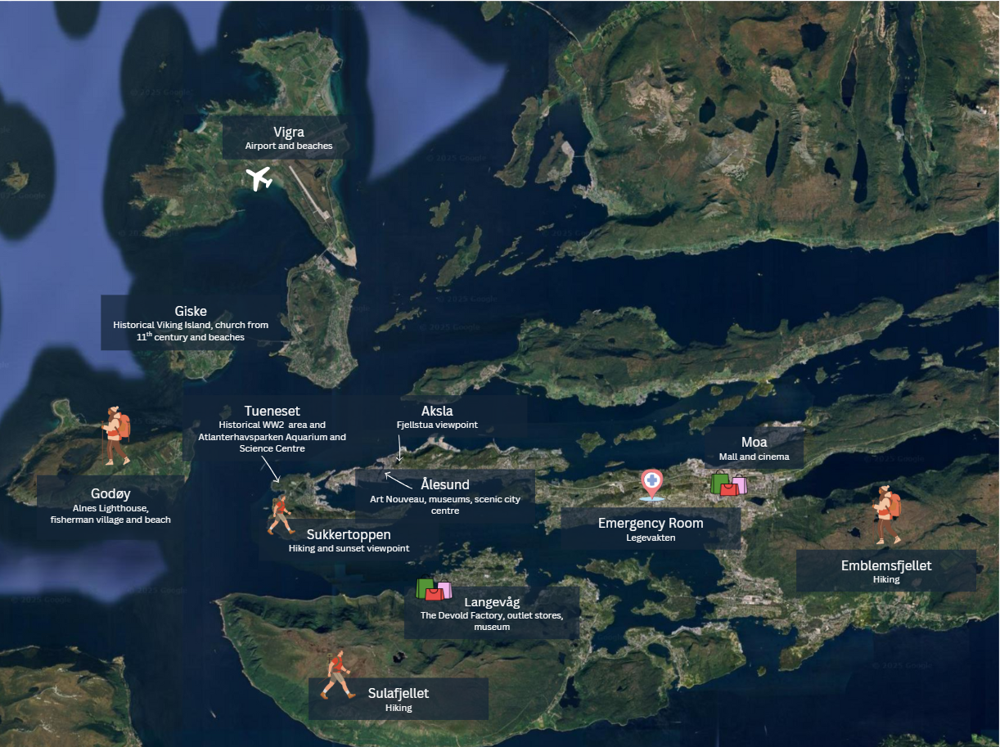 Vigra
Airport and beaches
Giske
Historical Viking Island, church from
11th century and beaches
Tueneset
Historical WW2 area and
Atlanterhavsparken Aquarium and
Science Centre
Aksla
Fjellstua viewpoint
Moa
Mall and cinema
Godøy
Alnes Lighthouse,
fisherman village and beach
Ålesund
Art Nouveau, museums, scenic city
centre
Sukkertoppen
Hiking and sunset viewpoint
Emergency Room
Legevakten
Emblemsfjellet
Hiking
Langevåg
The Devold Factory, outlet stores,
museum
Sulafjellet
Hiking
© 2025 Google